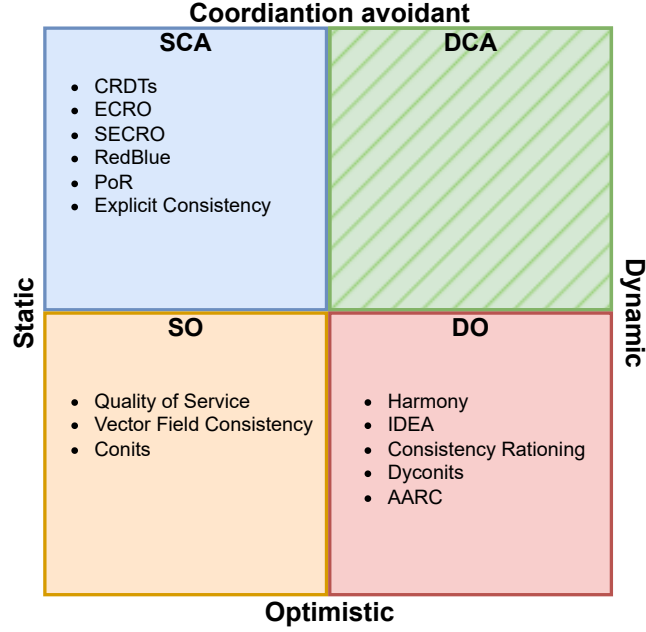 Coordiantion avoidant
SCA
DCA
• CRDTs
• ECRO
• SECRO
• RedBlue
• PoR
• Explicit Consistency
Static
Dynamic
SO
DO
• Quality of Service
• Vector Field Consistency
• Conits
• Harmony
• IDEA
• Consistency Rationing
• Dyconits
• AARC
Optimistic